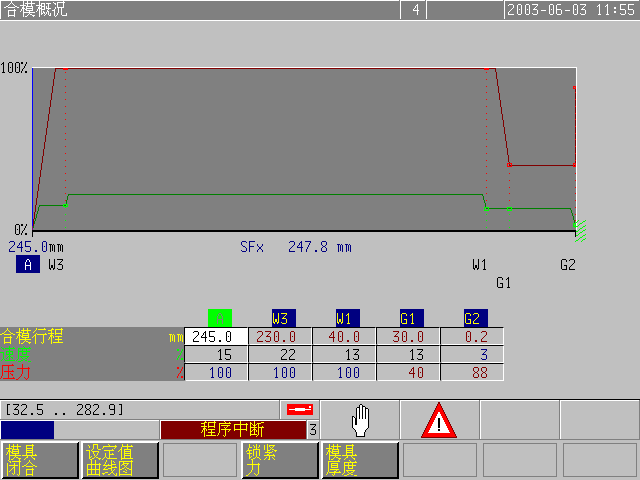 合模概况 4 2003-06-03 11:55
100%
0%
245.0mm SFx 247.8 mm
A W3 W1 G2
G1
A W3 W1 G1 G2
合模行程 mm 245.0 230.0 40.0 30.0 0.2
速度 % 15 22 13 13 3
压力 % 100 100 100 40 88
[32.5 .. 282.9]
程序中断 3
模具闭合 设定值曲线图 锁紧力 模具厚度